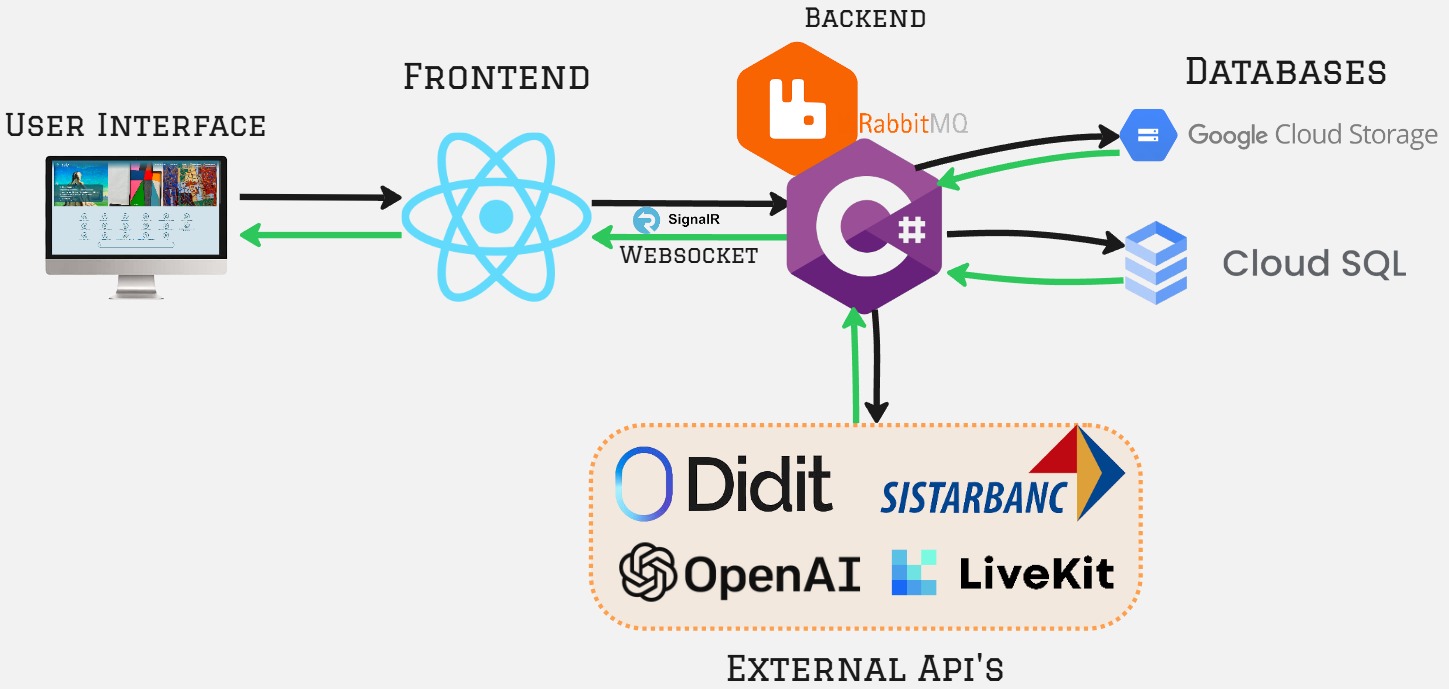 BACKEND
FRONTEND
DATABASES
USER INTERFACE
RabbitMQ
Google Cloud Storage
C#
SignalR
WEBSOCKET
Cloud SQL
Didit
SISTARBANC
OpenAI
LiveKit
EXTERNAL API'S